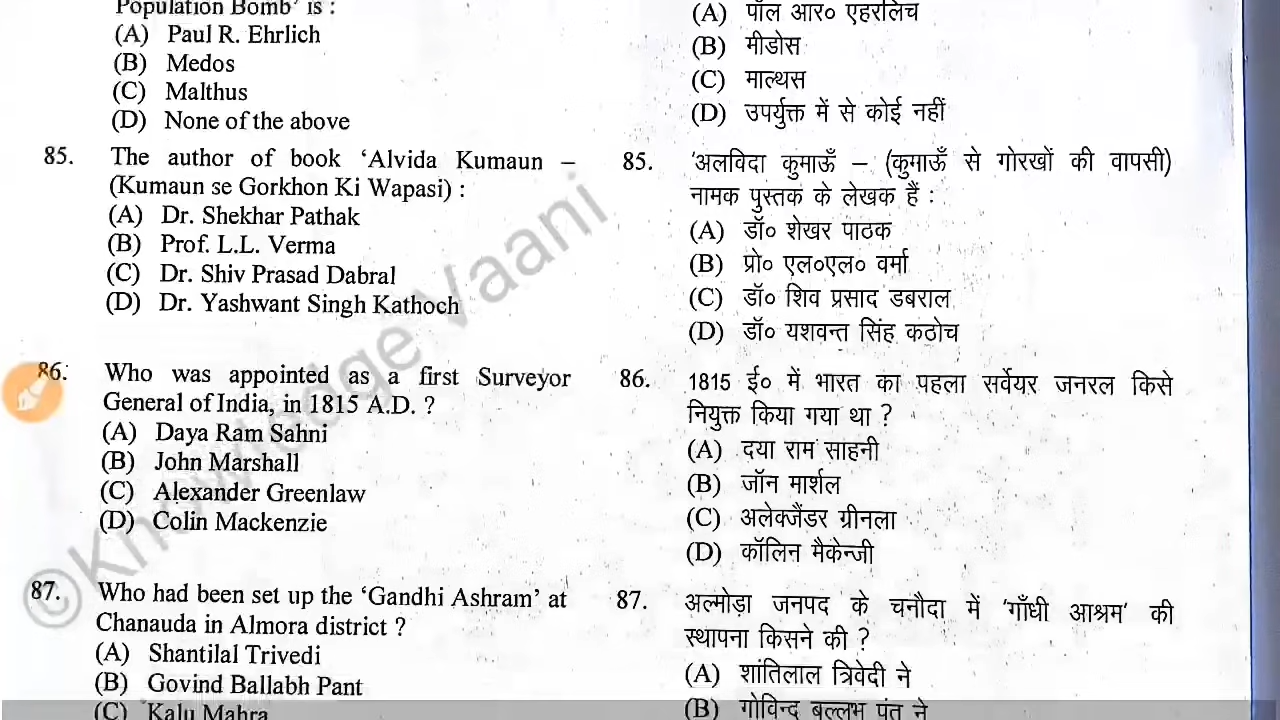 Population Bomb' is :
(A) Paul R. Ehrlich
(B) Medos
(C) Malthus
(D) None of the above
85. The author of book 'Alvida Kumaun –
(Kumaun se Gorkhon Ki Wapasi) :
(A) Dr. Shekhar Pathak
(B) Prof. L.L. Verma
(C) Dr. Shiv Prasad Dabral
(D) Dr. Yashwant Singh Kathoch
86. Who was appointed as a first Surveyor
General of India, in 1815 A.D. ?
(A) Daya Ram Sahni
(B) John Marshall
(C) Alexander Greenlaw
(D) Colin Mackenzie
87. Who had been set up the 'Gandhi Ashram' at
Chanauda in Almora district ?
(A) Shantilal Trivedi
(B) Govind Ballabh Pant
(C) Kalu Mahra
(A) पॉल आर० एहरलिच
(B) मीडोस
(C) माल्थस
(D) उपर्युक्त में से कोई नहीं
85. 'अलविदा कुमाऊँ – (कुमाऊँ से गोरखों की वापसी)
नामक पुस्तक के लेखक हैं :
(A) डॉ० शेखर पाठक
(B) प्रो० एल०एल० वर्मा
(C) डॉ० शिव प्रसाद डबराल
(D) डॉ० यशवन्त सिंह कठोच
86. 1815 ई० में भारत का पहला सर्वेयर जनरल किसे
नियुक्त किया गया था ?
(A) दया राम साहनी
(B) जॉन मार्शल
(C) अलेक्जैंडर ग्रीनला
(D) कॉलिन मैकेन्जी
87. अल्मोड़ा जनपद के चनौदा में 'गाँधी आश्रम' की
स्थापना किसने की ?
(A) शांतिलाल त्रिवेदी ने
(B) गोविन्द बल्लभ पंत ने
©Knowledge Vaani